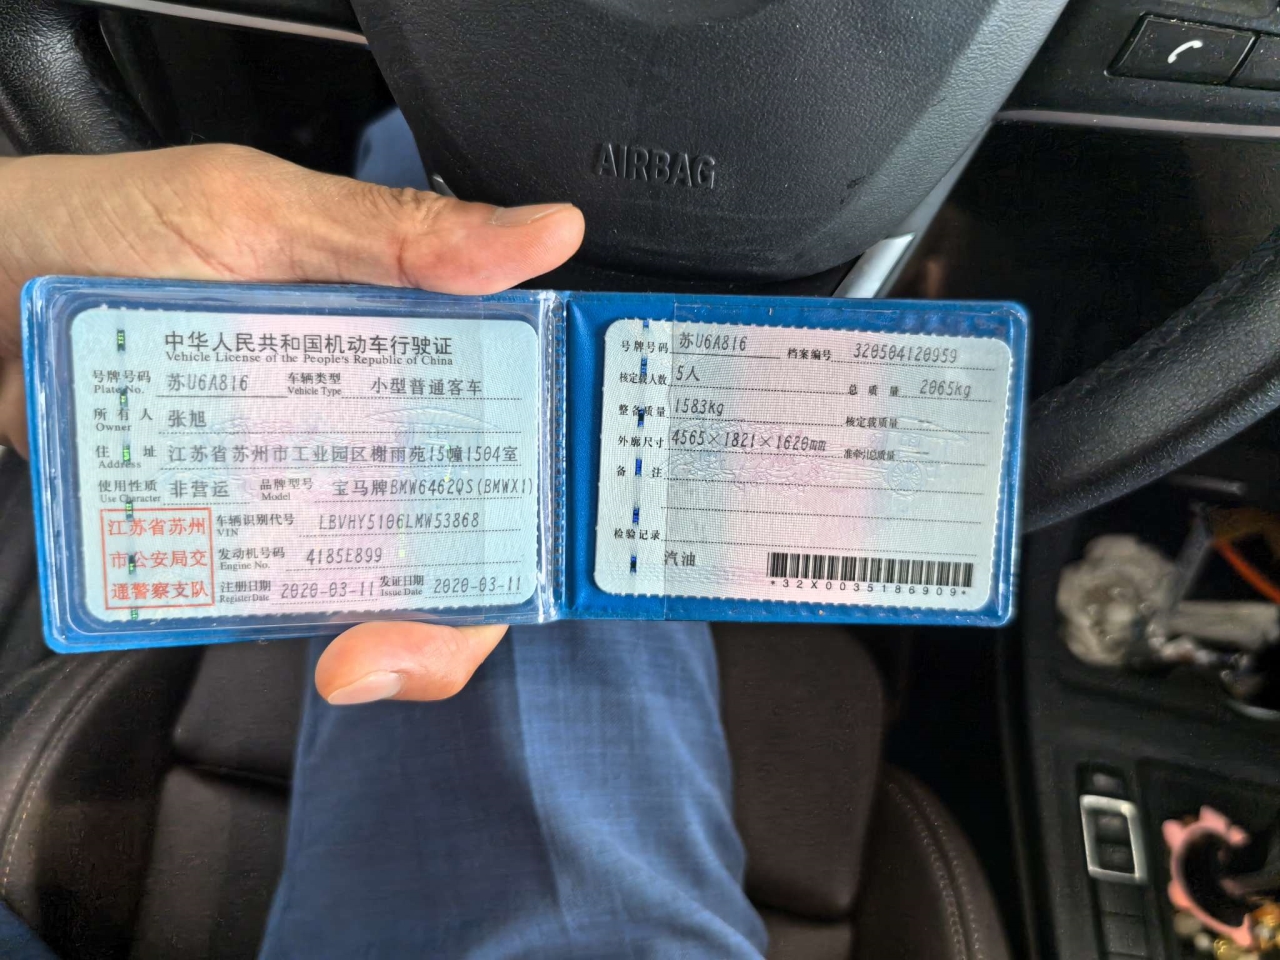 AIRBAG
中华人民共和国机动车行驶证
Vehicle License of the People's Republic of China
号牌号码 苏U6A816 车辆类型 小型普通客车
Plate No. Vehicle Type
所有人 张旭
Owner
住址 江苏省苏州市工业园区榭雨苑15幢1504室
Address
使用性质 非营运 品牌型号 宝马牌BMW6462QS(BMWX1)
Use Character Model
江苏省苏州
市公安局交
通警察支队
车辆识别代号 LBVHY5106LMW53868
VIN
发动机号码 4185E899
Engine No.
注册日期 2020-03-11 发证日期 2020-03-11
Register Date Issue Date
号牌号码 苏U6A816 档案编号 320504120959
核定载人数 5人 总质量 2065kg
整备质量 1583kg 核定载质量 --
外廓尺寸 4565×1821×1620mm 准牵引总质量 --
备注
检验记录
汽油
*32X0035186909*